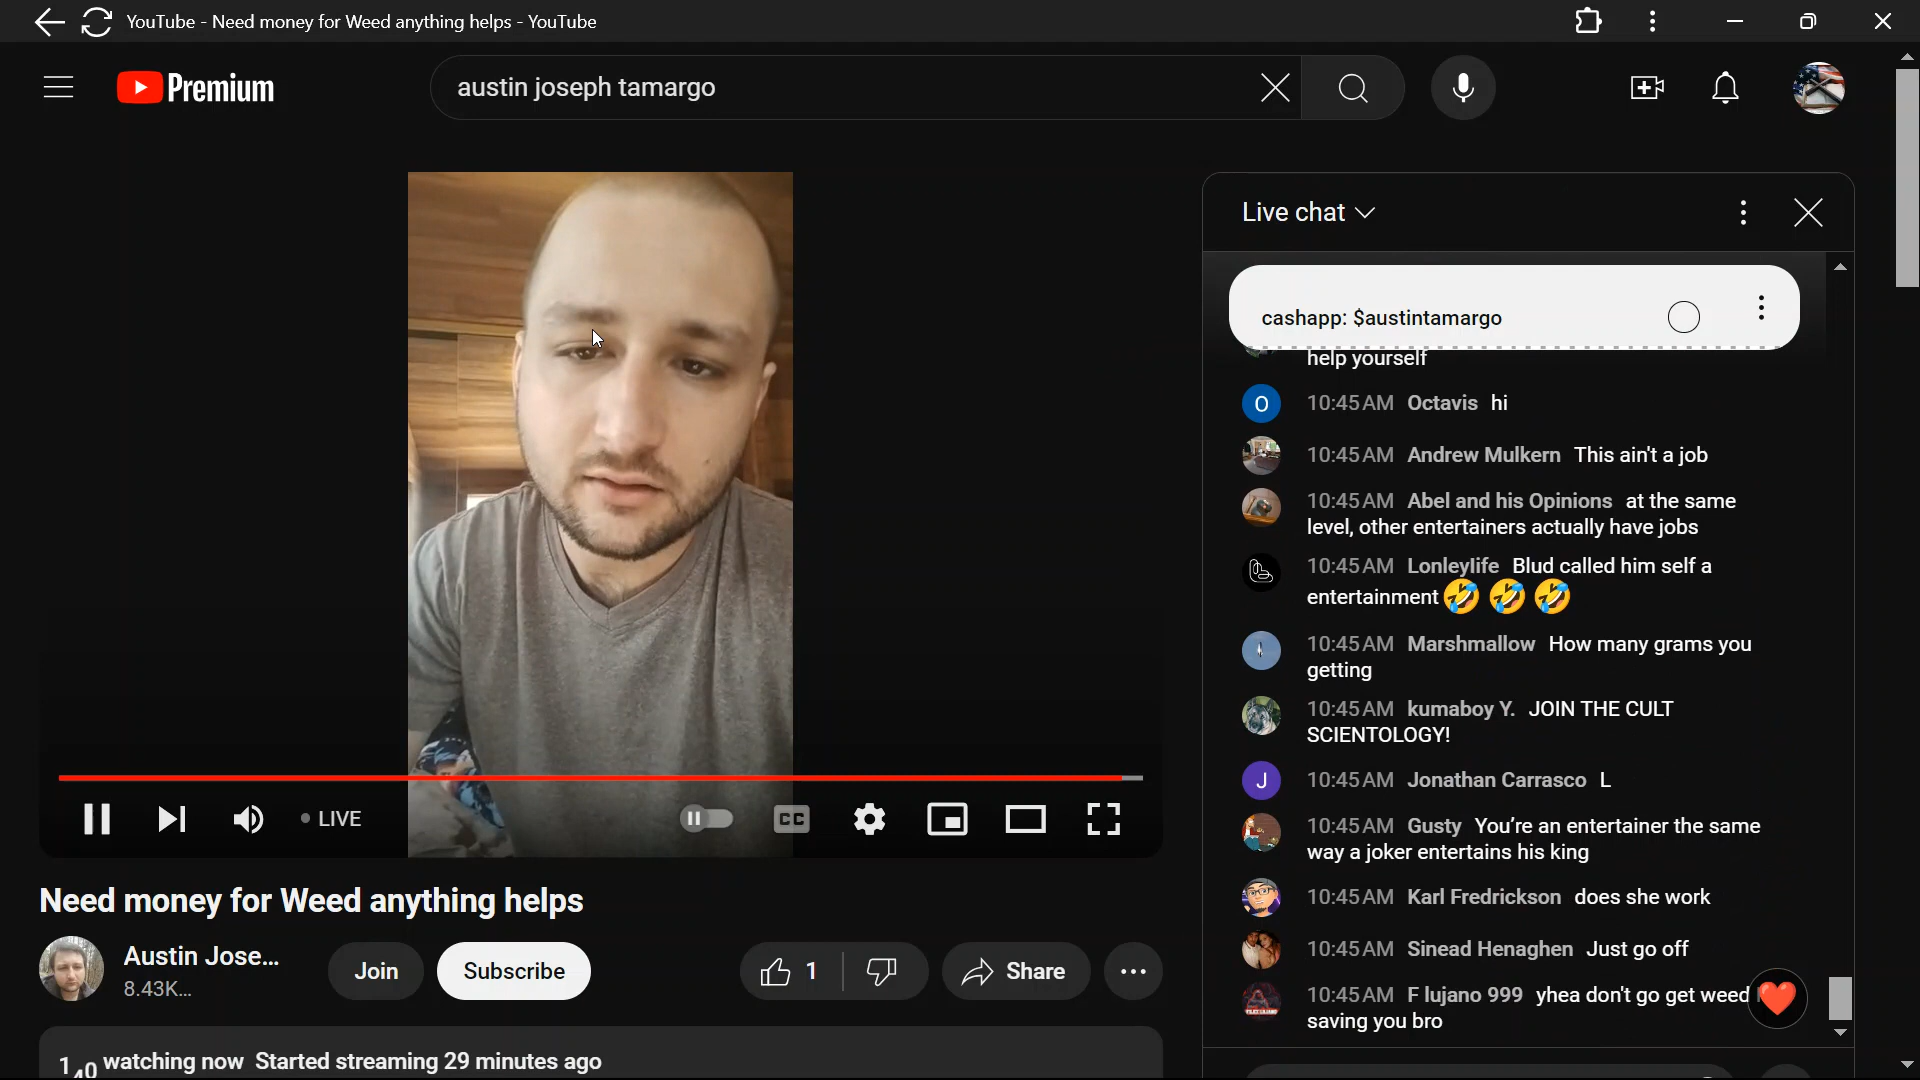 YouTube - Need money for Weed anything helps - YouTube
Premium
austin joseph tamargo
Live chat
cashapp: $austintamargo
help yourself
O
10:45 AM Octavis hi
10:45 AM Andrew Mulkern This ain't a job
10:45 AM Abel and his Opinions at the same
level, other entertainers actually have jobs
10:45 AM Lonleylife Blud called him self a
entertainment🤣 🤣 🤣
10:45 AM Marshmallow How many grams you
getting
10:45 AM kumaboy Y. JOIN THE CULT
SCIENTOLOGY!
J
10:45 AM Jonathan Carrasco L
10:45 AM Gusty You’re an entertainer the same
way a joker entertains his king
10:45 AM Karl Fredrickson does she work
10:45 AM Sinead Henaghen Just go off
10:45 AM F lujano 999 yhea don't go get weed
saving you bro
LIVE
CC
Need money for Weed anything helps
Austin Jose...
8.43K...
Join
Subscribe
1
Share
watching now Started streaming 29 minutes ago